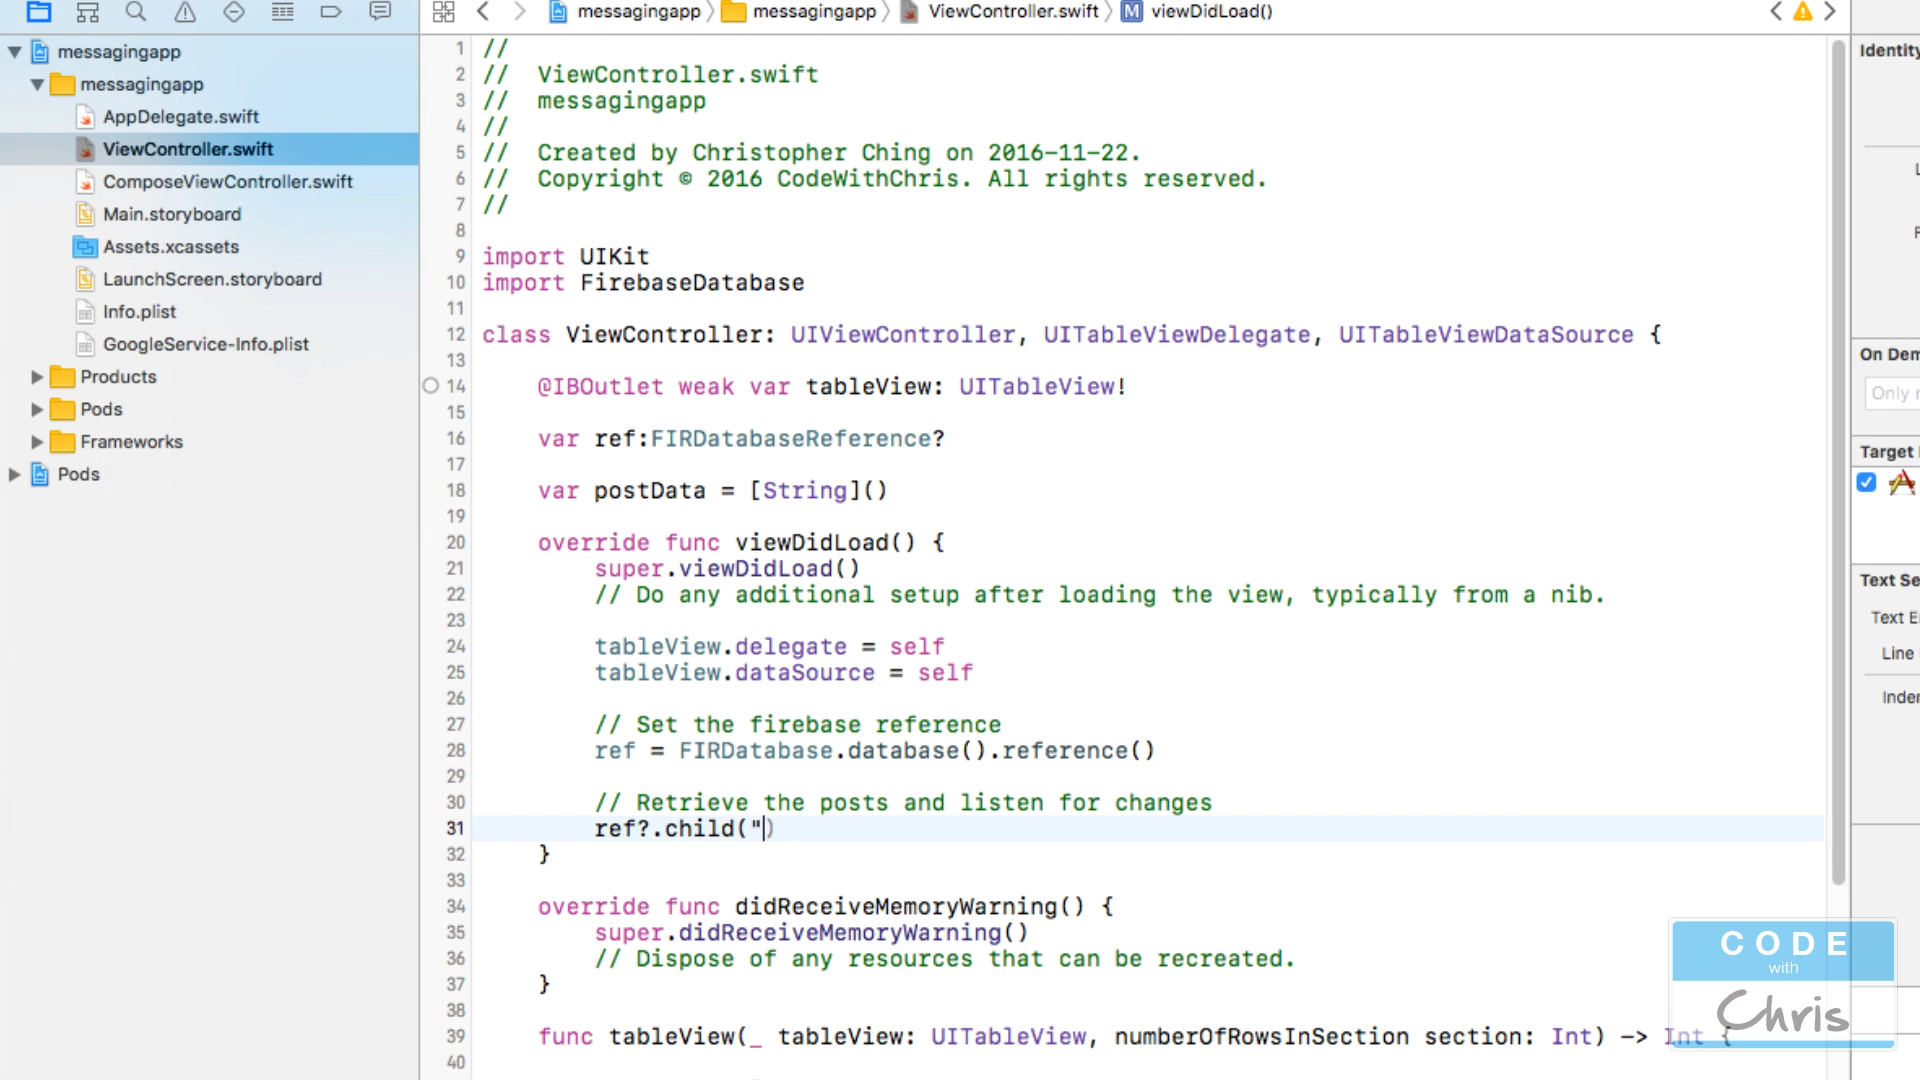 messagingapp
messagingapp
ViewController.swift
viewDidLoad()
messagingapp
messagingapp
AppDelegate.swift
ViewController.swift
ComposeViewController.swift
Main.storyboard
Assets.xcassets
LaunchScreen.storyboard
Info.plist
GoogleService-Info.plist
Products
Pods
Frameworks
Pods
1 //
2 //  ViewController.swift
3 //  messagingapp
4 //
5 //  Created by Christopher Ching on 2016-11-22.
6 //  Copyright © 2016 CodeWithChris. All rights reserved.
7 //
8
9 import UIKit
10 import FirebaseDatabase
11
12 class ViewController: UIViewController, UITableViewDelegate, UITableViewDataSource {
13
14     @IBOutlet weak var tableView: UITableView!
15
16     var ref:FIRDatabaseReference?
17
18     var postData = [String]()
19
20     override func viewDidLoad() {
21         super.viewDidLoad()
22         // Do any additional setup after loading the view, typically from a nib.
23
24         tableView.delegate = self
25         tableView.dataSource = self
26
27         // Set the firebase reference
28         ref = FIRDatabase.database().reference()
29
30         // Retrieve the posts and listen for changes
31         ref?.child(")
32     }
33
34     override func didReceiveMemoryWarning() {
35         super.didReceiveMemoryWarning()
36         // Dispose of any resources that can be recreated.
37     }
38
39     func tableView(_ tableView: UITableView, numberOfRowsInSection section: Int) -> Int {
40
Identity
On Dem
Only
Target
Text Se
Text E
Line
Inden
CODE
with
Chris